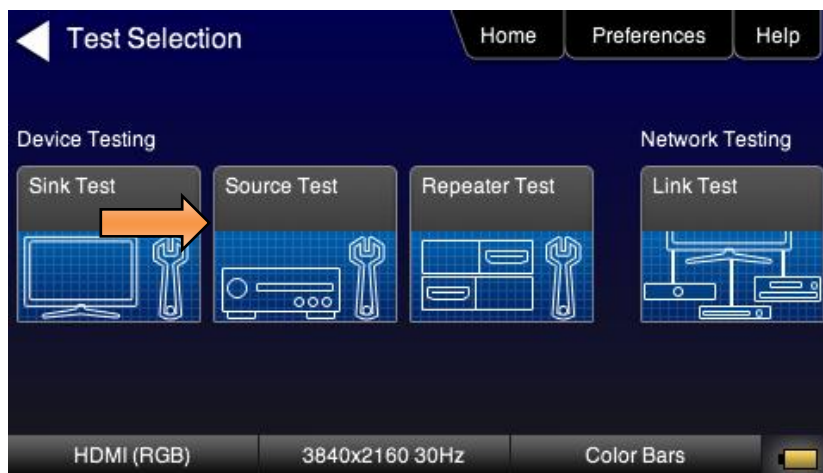 Test Selection
Home
Preferences
Help
Device Testing
Network Testing
Sink Test
Source Test
Repeater Test
Link Test
HDMI (RGB)
3840x2160 30Hz
Color Bars